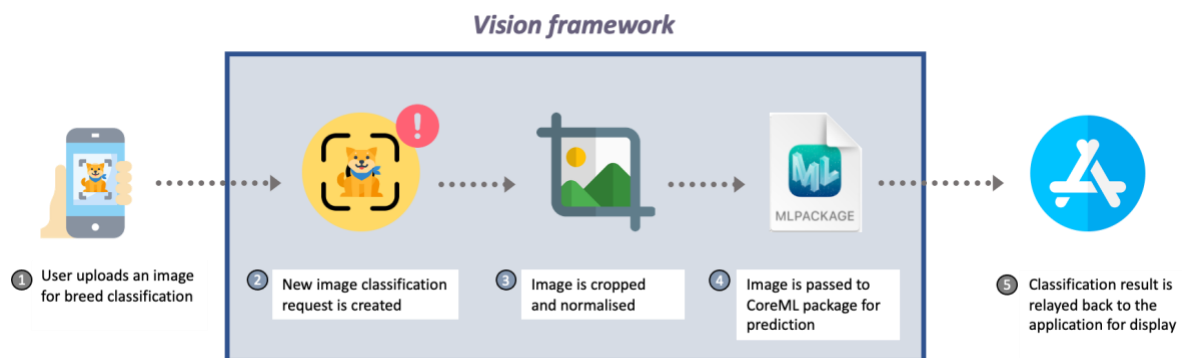 Vision framework
ML
MLPACKAGE
1 User uploads an image
for breed classification
2 New image classification
request is created
3 Image is cropped
and normalised
4 Image is passed to
CoreML package for
prediction
5 Classification result is
relayed back to the
application for display